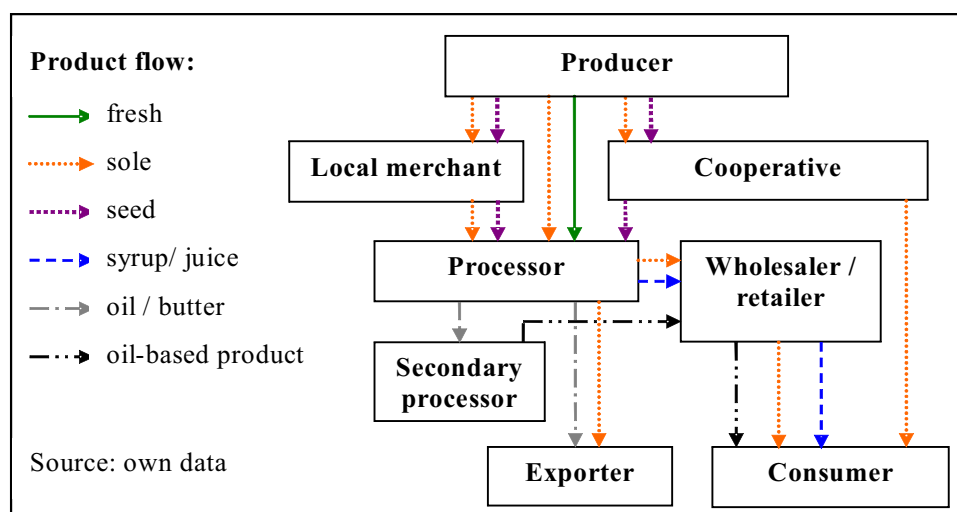 Product flow:
fresh
sole
seed
syrup/ juice
oil / butter
oil-based product
Source: own data
Producer
Local merchant
Cooperative
Processor
Wholesaler /
retailer
Secondary
processor
Exporter
Consumer